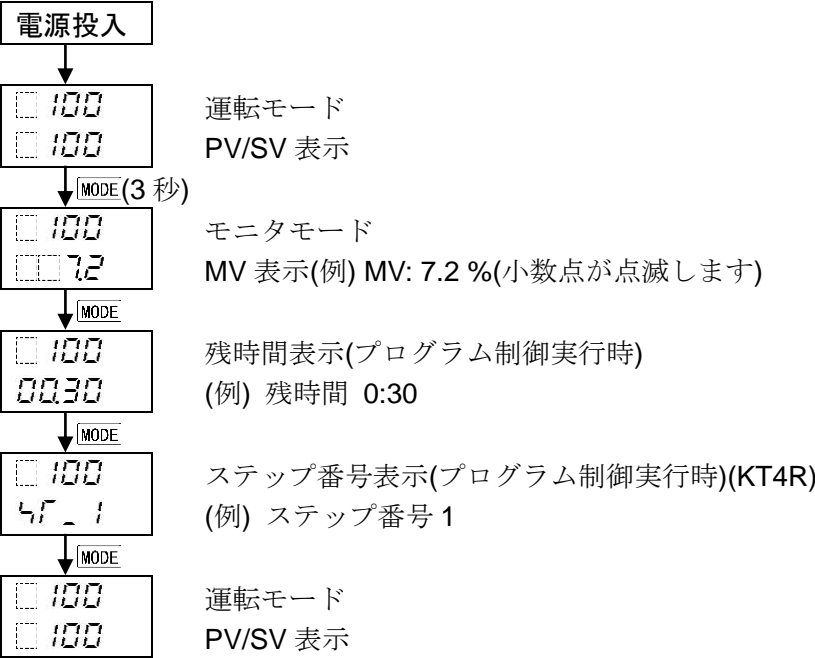 電源投入
100 運転モード
100 PV/SV 表示
MODE(3 秒)
100 モニタモード
7.2 MV 表示(例) MV: 7.2 %(小数点が点滅します)
MODE
100 残時間表示(プログラム制御実行時)
00.30 (例) 残時間 0:30
MODE
100 ステップ番号表示(プログラム制御実行時)(KT4R)
ST_1 (例) ステップ番号 1
MODE
100 運転モード
100 PV/SV 表示